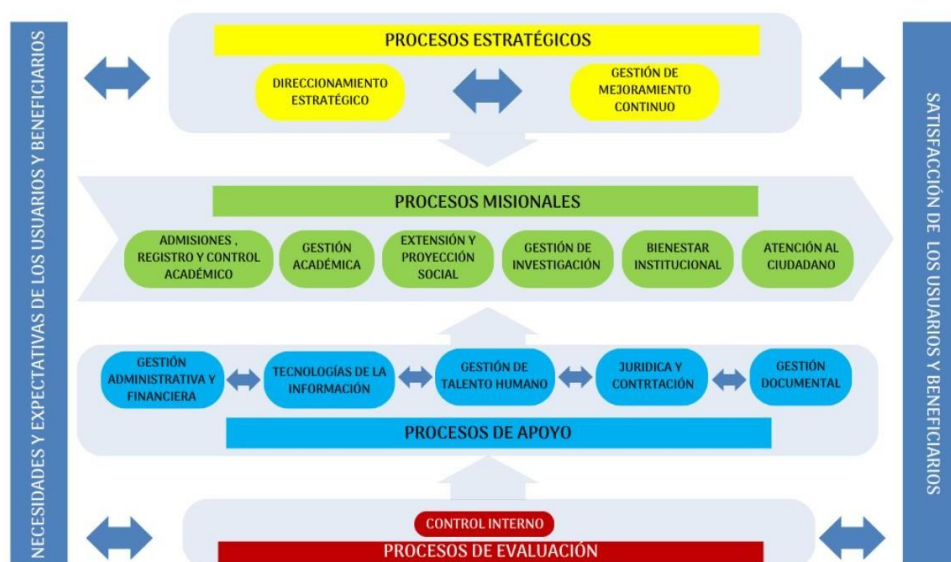 NECESIDADES Y EXPECTATIVAS DE LOS USUARIOS Y BENEFICIARIOS
PROCESOS ESTRATÉGICOS
DIRECCIONAMIENTO
ESTRATÉGICO
GESTIÓN DE
MEJORAMIENTO
CONTINUO
PROCESOS MISIONALES
ADMISIONES ,
REGISTRO Y CONTROL
ACADÉMICO
GESTIÓN
ACADÉMICA
EXTENSIÓN Y
PROYECCIÓN
SOCIAL
GESTIÓN DE
INVESTIGACIÓN
BIENESTAR
INSTITUCIONAL
ATENCIÓN AL
CIUDADANO
GESTIÓN
ADMINISTRATIVA Y
FINANCIERA
TECNOLOGÍAS DE LA
INFORMACIÓN
GESTIÓN DE
TALENTO HUMANO
JURIDICA Y
CONTRTACIÓN
GESTIÓN
DOCUMENTAL
PROCESOS DE APOYO
CONTROL INTERNO
PROCESOS DE EVALUACIÓN
SATISFACCIÓN DE LOS USUARIOS Y BENEFICIARIOS